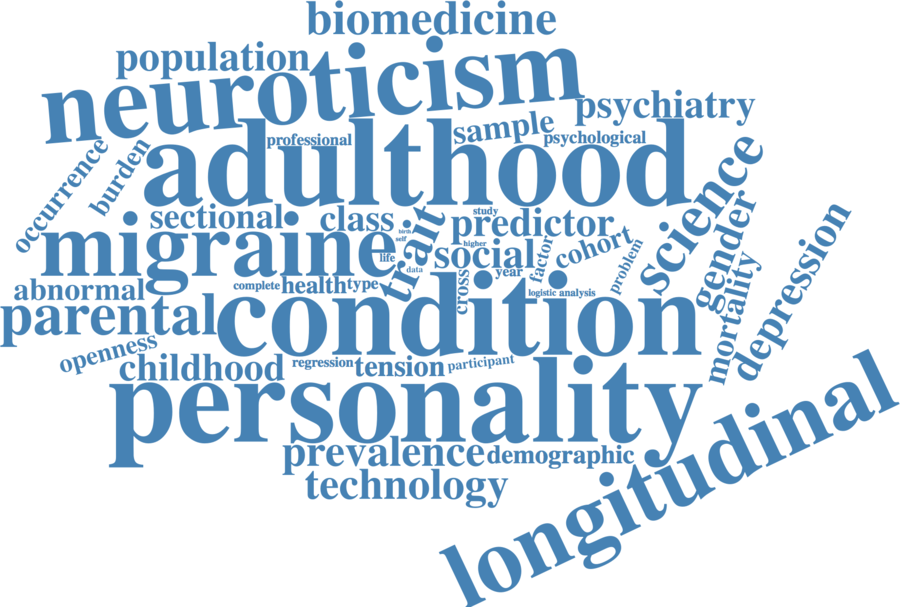 biomedicine
population
neuroticism
psychiatry
sample
professional
psychological
adulthood
occurrence
burden
science
sectional
class
study
predictor
gender
birth
self
trait
migraine
higher
social
factor
cohort
problem
depression
life
data
year
mortality
abnormal
complete
health
type
cross
logistic analysis
parental
condition
openness
childhood
regression
tension
participant
personality
longitudinal
prevalence
demographic
technology